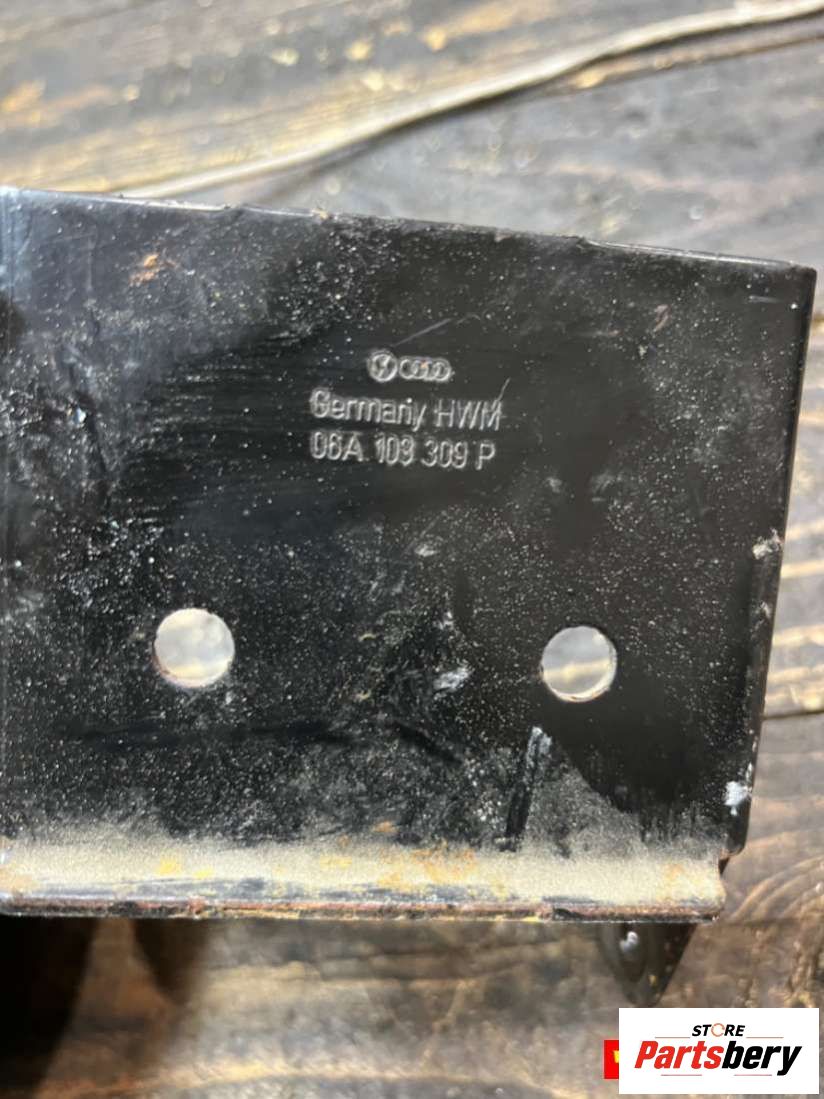 Germany HWM
06A 103 309 P
STORE
Partsbery